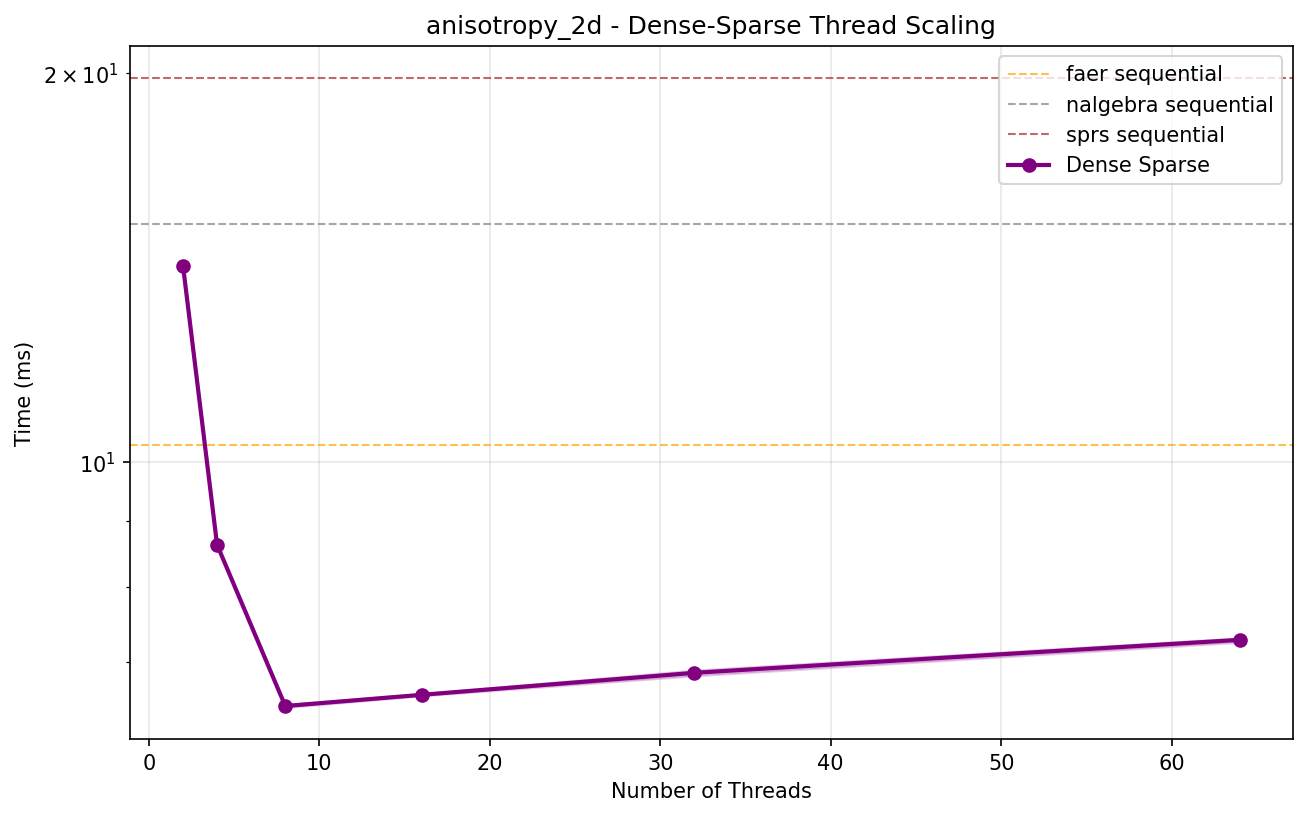 anisotropy_2d - Dense-Sparse Thread Scaling
2 × 10¹
10¹
Time (ms)
faer sequential
nalgebra sequential
sprs sequential
Dense Sparse
0 10 20 30 40 50 60
Number of Threads